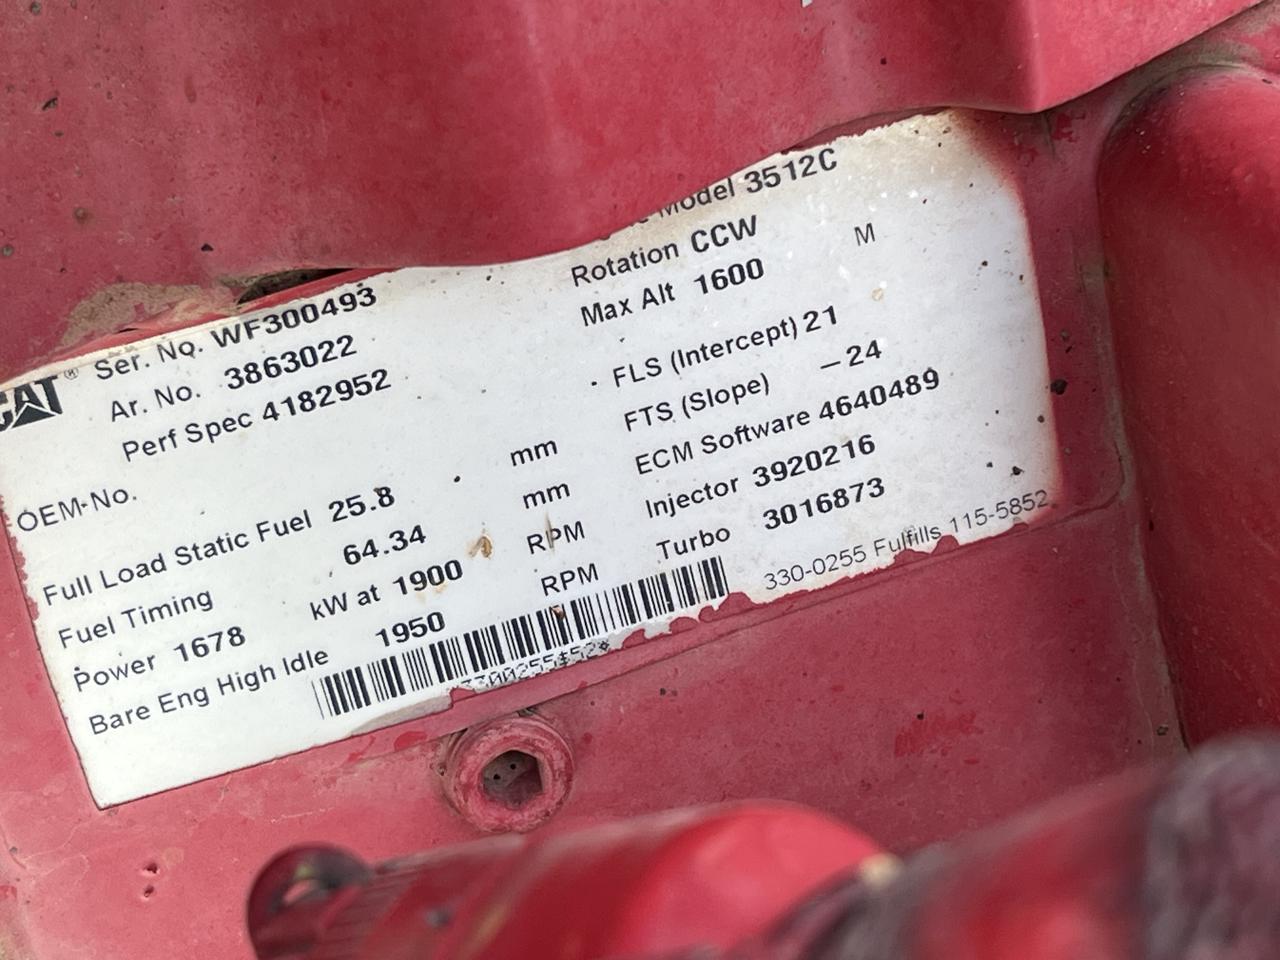 Model 3512C
Rotation CCW
Max Alt 1600 M
CAT® Ser. No. WF300493
Ar. No. 3863022
Perf Spec 4182952
FLS (Intercept) 21
FTS (Slope) –24
OEM No.
mm
ECM Software 4640489
Full Load Static Fuel 25.8 mm
Injector 3920216
Fuel Timing 64.34 RPM
Turbo 3016873
Power 1678 kW at 1900 RPM
330-0255 Fulfills 115-5852
Bare Eng High Idle 1950